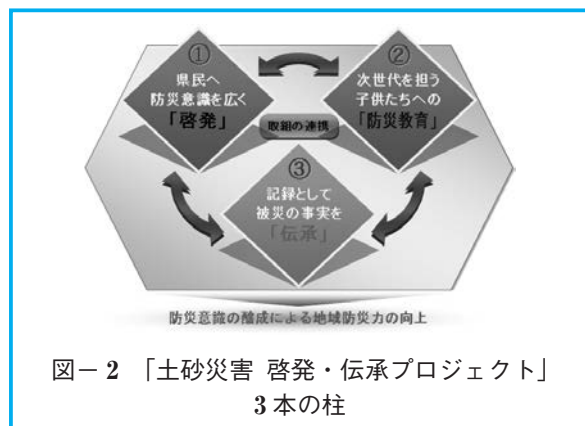 ①
県民へ
防災意識を広く
「啓発」
②
次世代を担う
子供たちへの
「防災教育」
取組の連携
③
記録として
被災の事実を
「伝承」
防災意識の醸成による地域防災力の向上
図－2 「土砂災害 啓発・伝承プロジェクト」
3本の柱